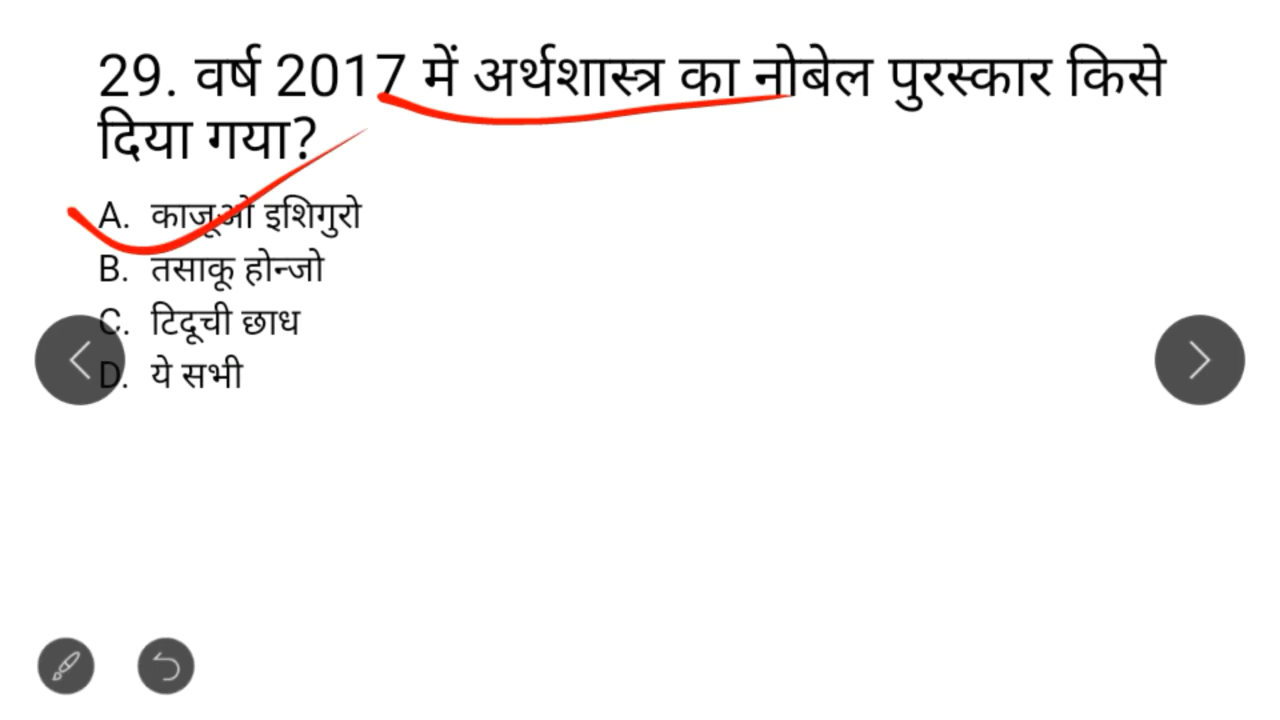 29. वर्ष 2017 में अर्थशास्त्र का नोबेल पुरस्कार किसे
दिया गया?
A. काजूओ इशिगुरो
B. तसाकू होन्जो
C. टिदूची छाध
D. ये सभी